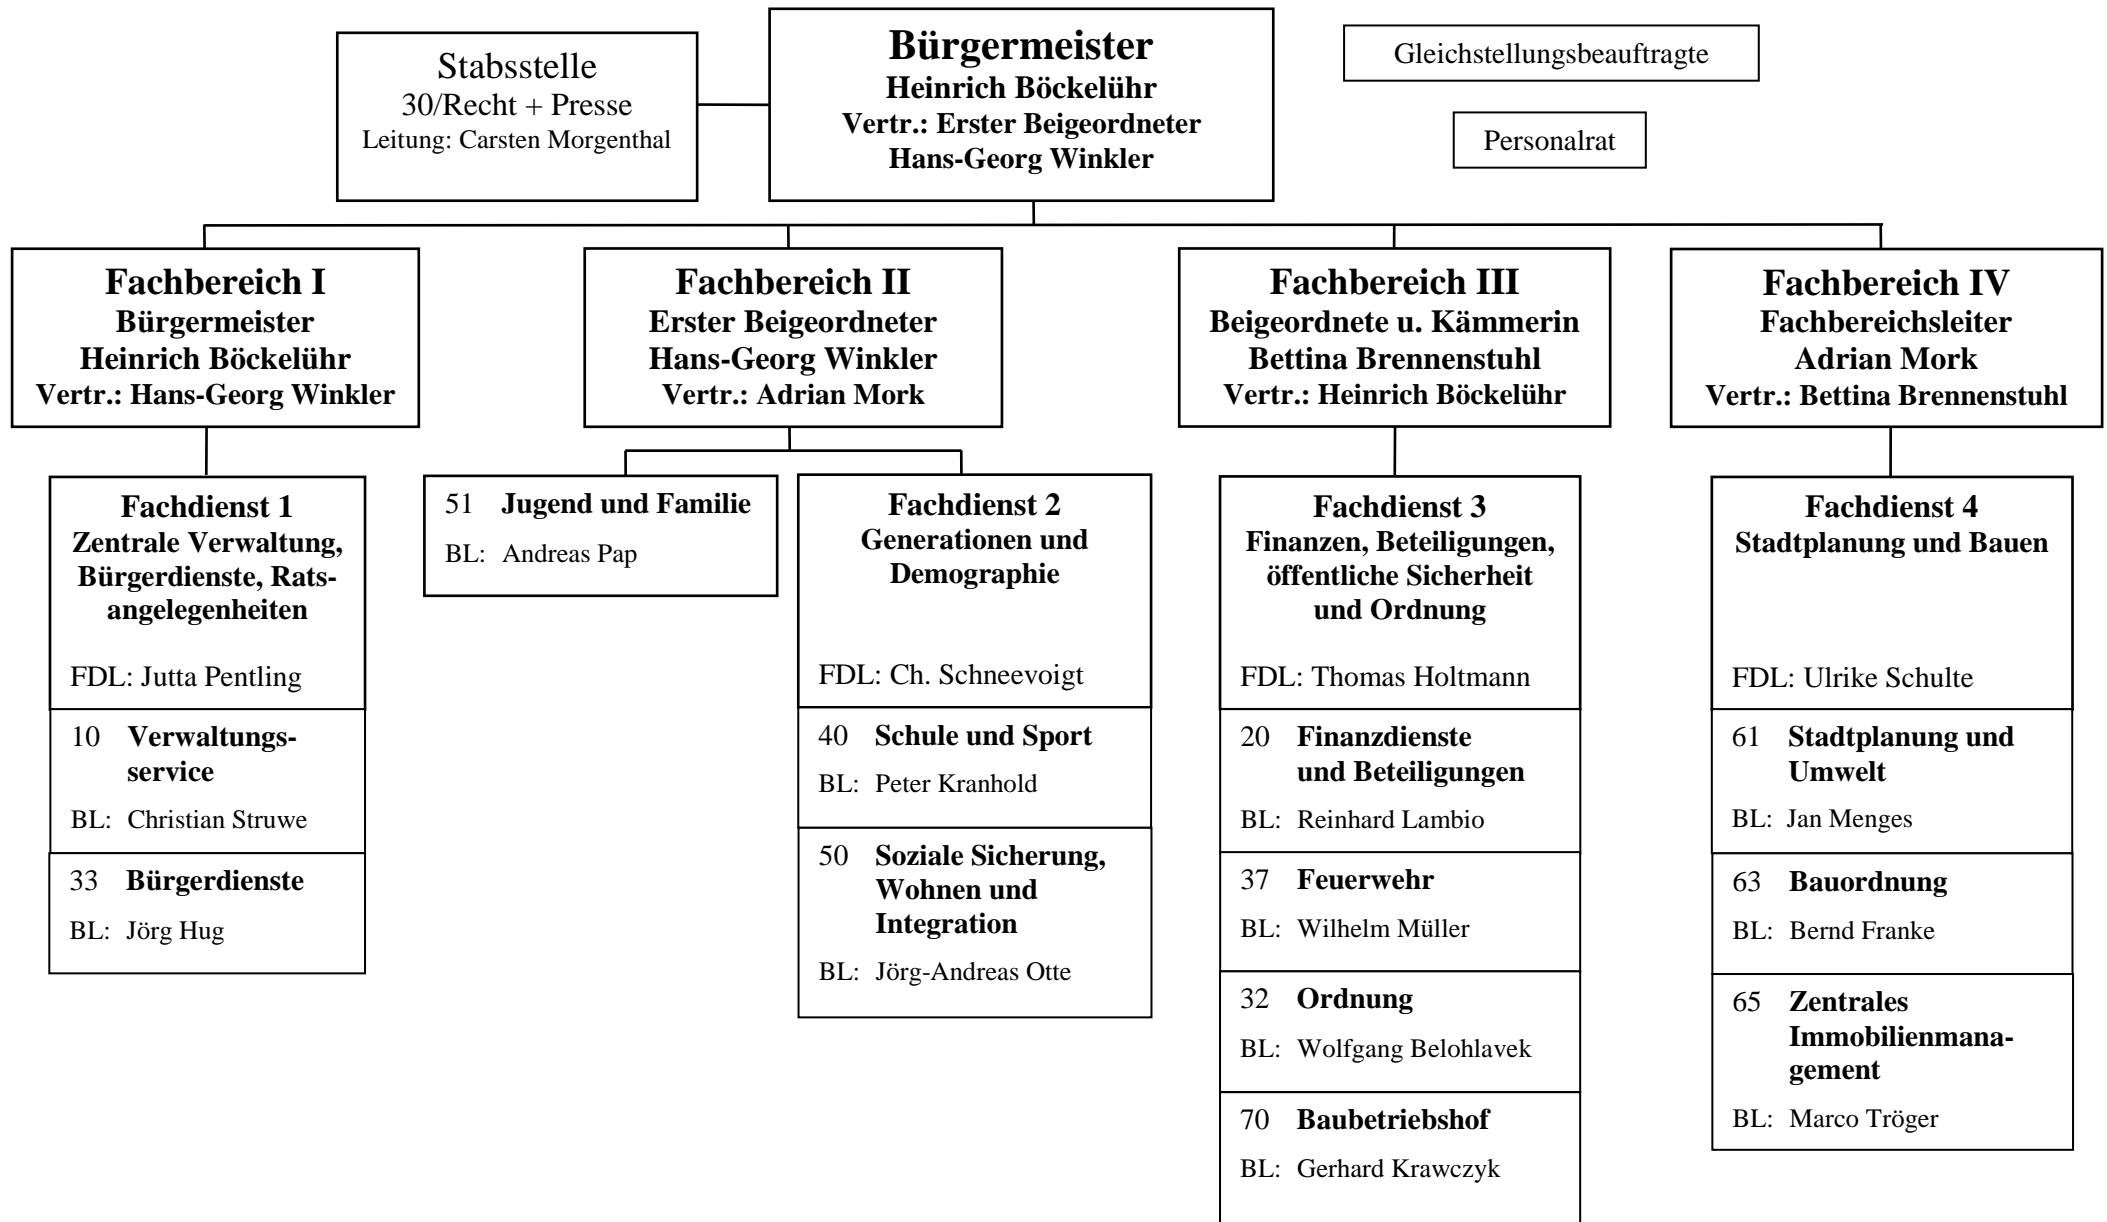 Stabsstelle
30/Recht + Presse
Leitung: Carsten Morgenthal
Bürgermeister
Heinrich Böckelühr
Vertr.: Erster Beigeordneter
Hans-Georg Winkler
Gleichstellungsbeauftragte
Personalrat
Fachbereich I
Bürgermeister
Heinrich Böckelühr
Vertr.: Hans-Georg Winkler
Fachbereich II
Erster Beigeordneter
Hans-Georg Winkler
Vertr.: Adrian Mork
Fachbereich III
Beigeordnete u. Kämmerin
Bettina Brennenstuhl
Vertr.: Heinrich Böckelühr
Fachbereich IV
Fachbereichsleiter
Adrian Mork
Vertr.: Bettina Brennenstuhl
Fachdienst 1
Zentrale Verwaltung,
Bürgerdienste, Rats-
angelegenheiten
FDL: Jutta Pentling
10 Verwaltungs-
service
BL: Christian Struwe
33 Bürgerdienste
BL: Jörg Hug
51 Jugend und Familie
BL: Andreas Pap
Fachdienst 2
Generationen und
Demographie
FDL: Ch. Schneevoigt
40 Schule und Sport
BL: Peter Kranhold
50 Soziale Sicherung,
Wohnen und
Integration
BL: Jörg-Andreas Otte
Fachdienst 3
Finanzen, Beteiligungen,
öffentliche Sicherheit
und Ordnung
FDL: Thomas Holtmann
20 Finanzdienste
und Beteiligungen
BL: Reinhard Lambio
37 Feuerwehr
BL: Wilhelm Müller
32 Ordnung
BL: Wolfgang Belohlavek
70 Baubetriebshof
BL: Gerhard Krawczyk
Fachdienst 4
Stadtplanung und Bauen
FDL: Ulrike Schulte
61 Stadtplanung und
Umwelt
BL: Jan Menges
63 Bauordnung
BL: Bernd Franke
65 Zentrales
Immobilienmana-
gement
BL: Marco Tröger